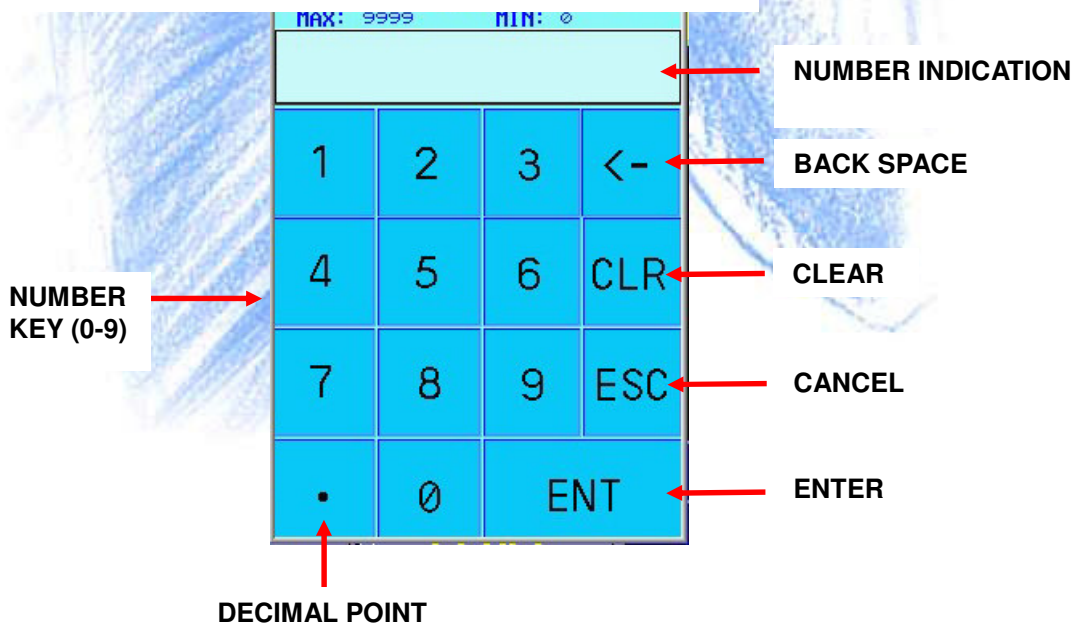 MAX: 9999 MIN: 0
NUMBER INDICATION
1 2 3 <-
BACK SPACE
4 5 6 CLR
CLEAR
NUMBER
KEY (0-9)
7 8 9 ESC
CANCEL
. 0 ENT
ENTER
DECIMAL POINT